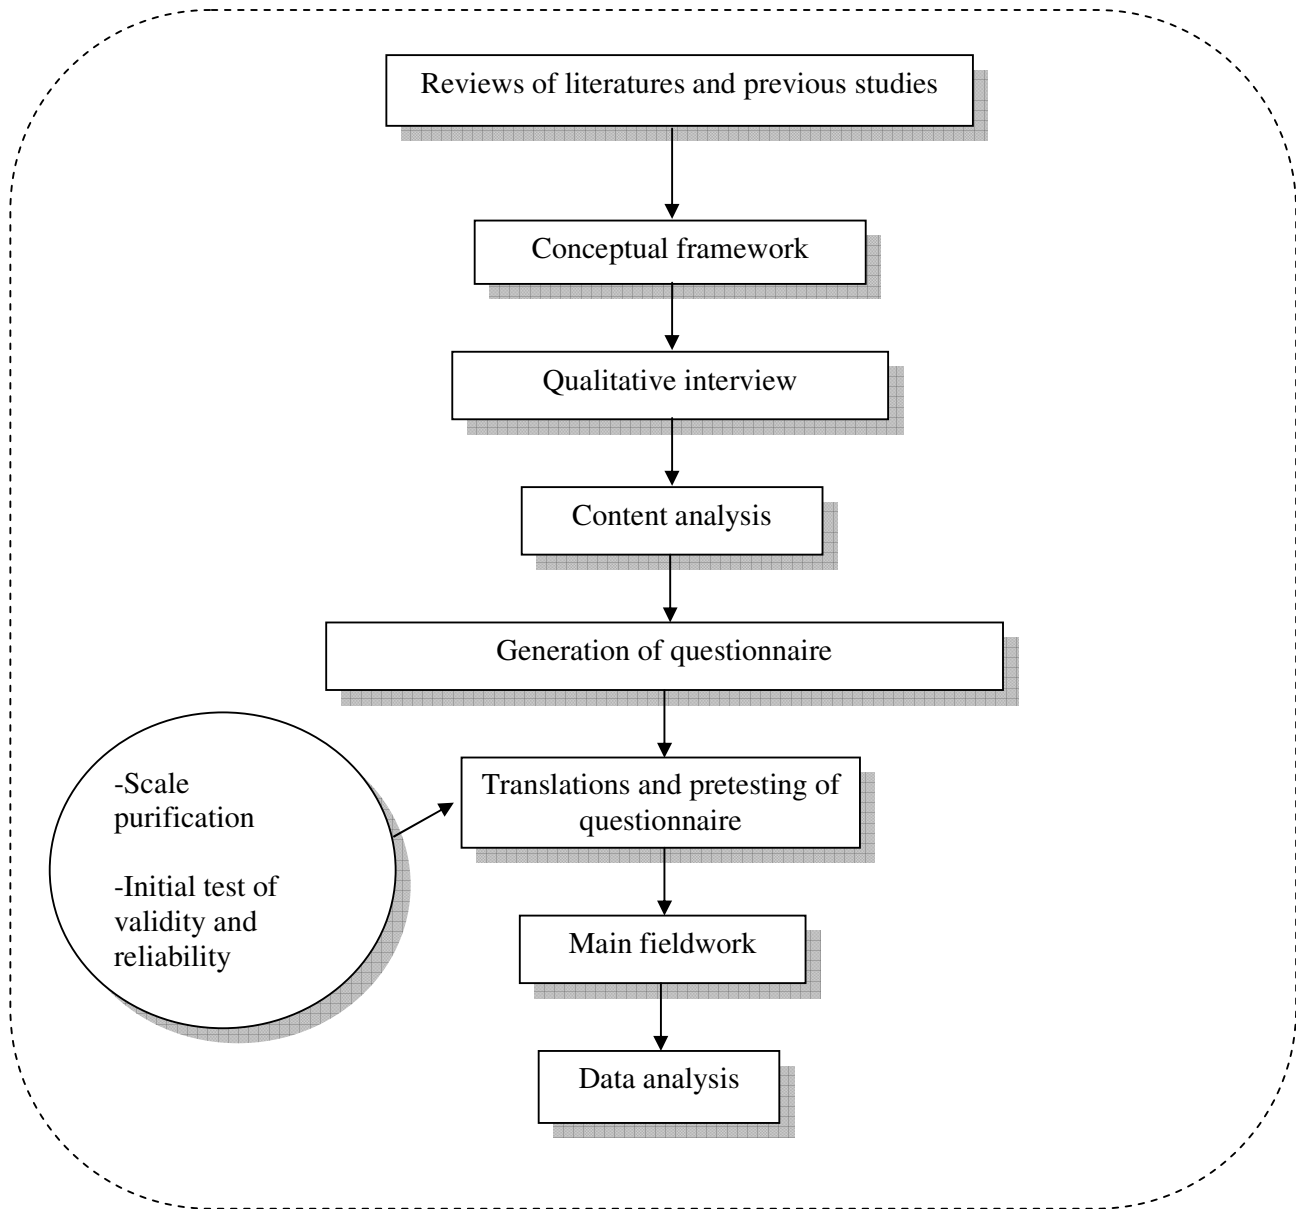 Reviews of literatures and previous studies
Conceptual framework
Qualitative interview
Content analysis
Generation of questionnaire
-Scale
purification
-Initial test of
validity and
reliability
Translations and pretesting of
questionnaire
Main fieldwork
Data analysis